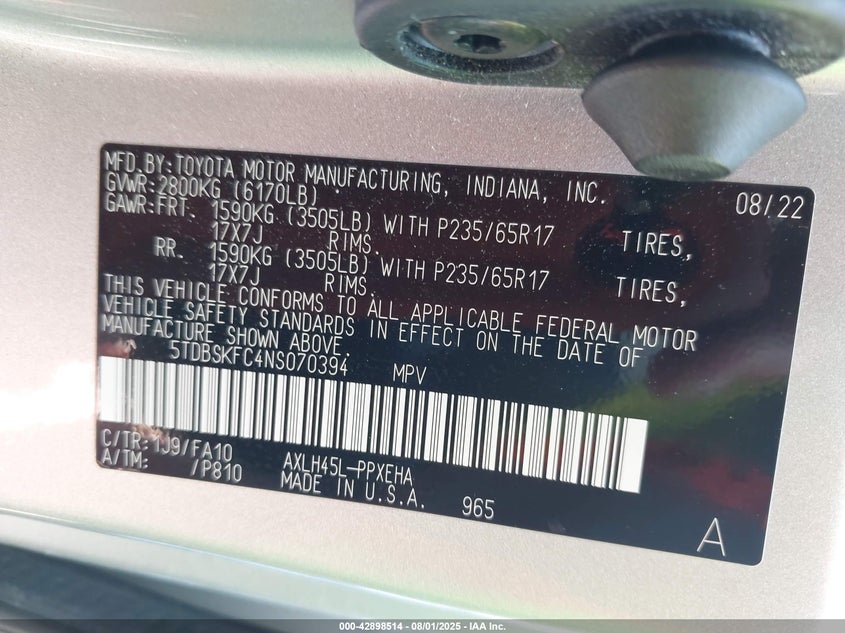 MFD.BY:TOYOTA MOTOR MANUFACTURING, INDIANA, INC. 08/22
GVWR:2800KG (6170LB)
GAWR:FRT. 1590KG (3505LB) WITH P235/65R17 TIRES,
17X7J RIMS.
RR. 1590KG (3505LB) WITH P235/65R17 TIRES,
17X7J RIMS.
THIS VEHICLE CONFORMS TO ALL APPLICABLE FEDERAL MOTOR
VEHICLE SAFETY STANDARDS IN EFFECT ON THE DATE OF
MANUFACTURE SHOWN ABOVE.
5TDBSKFC4NS070394 MPV
C/TR:1J9/FA10 AXLH45L-PPXEHA
A/TM: /P810 MADE IN U.S.A. 965
A
000-42898514 - 08/01/2025 - IAA Inc.